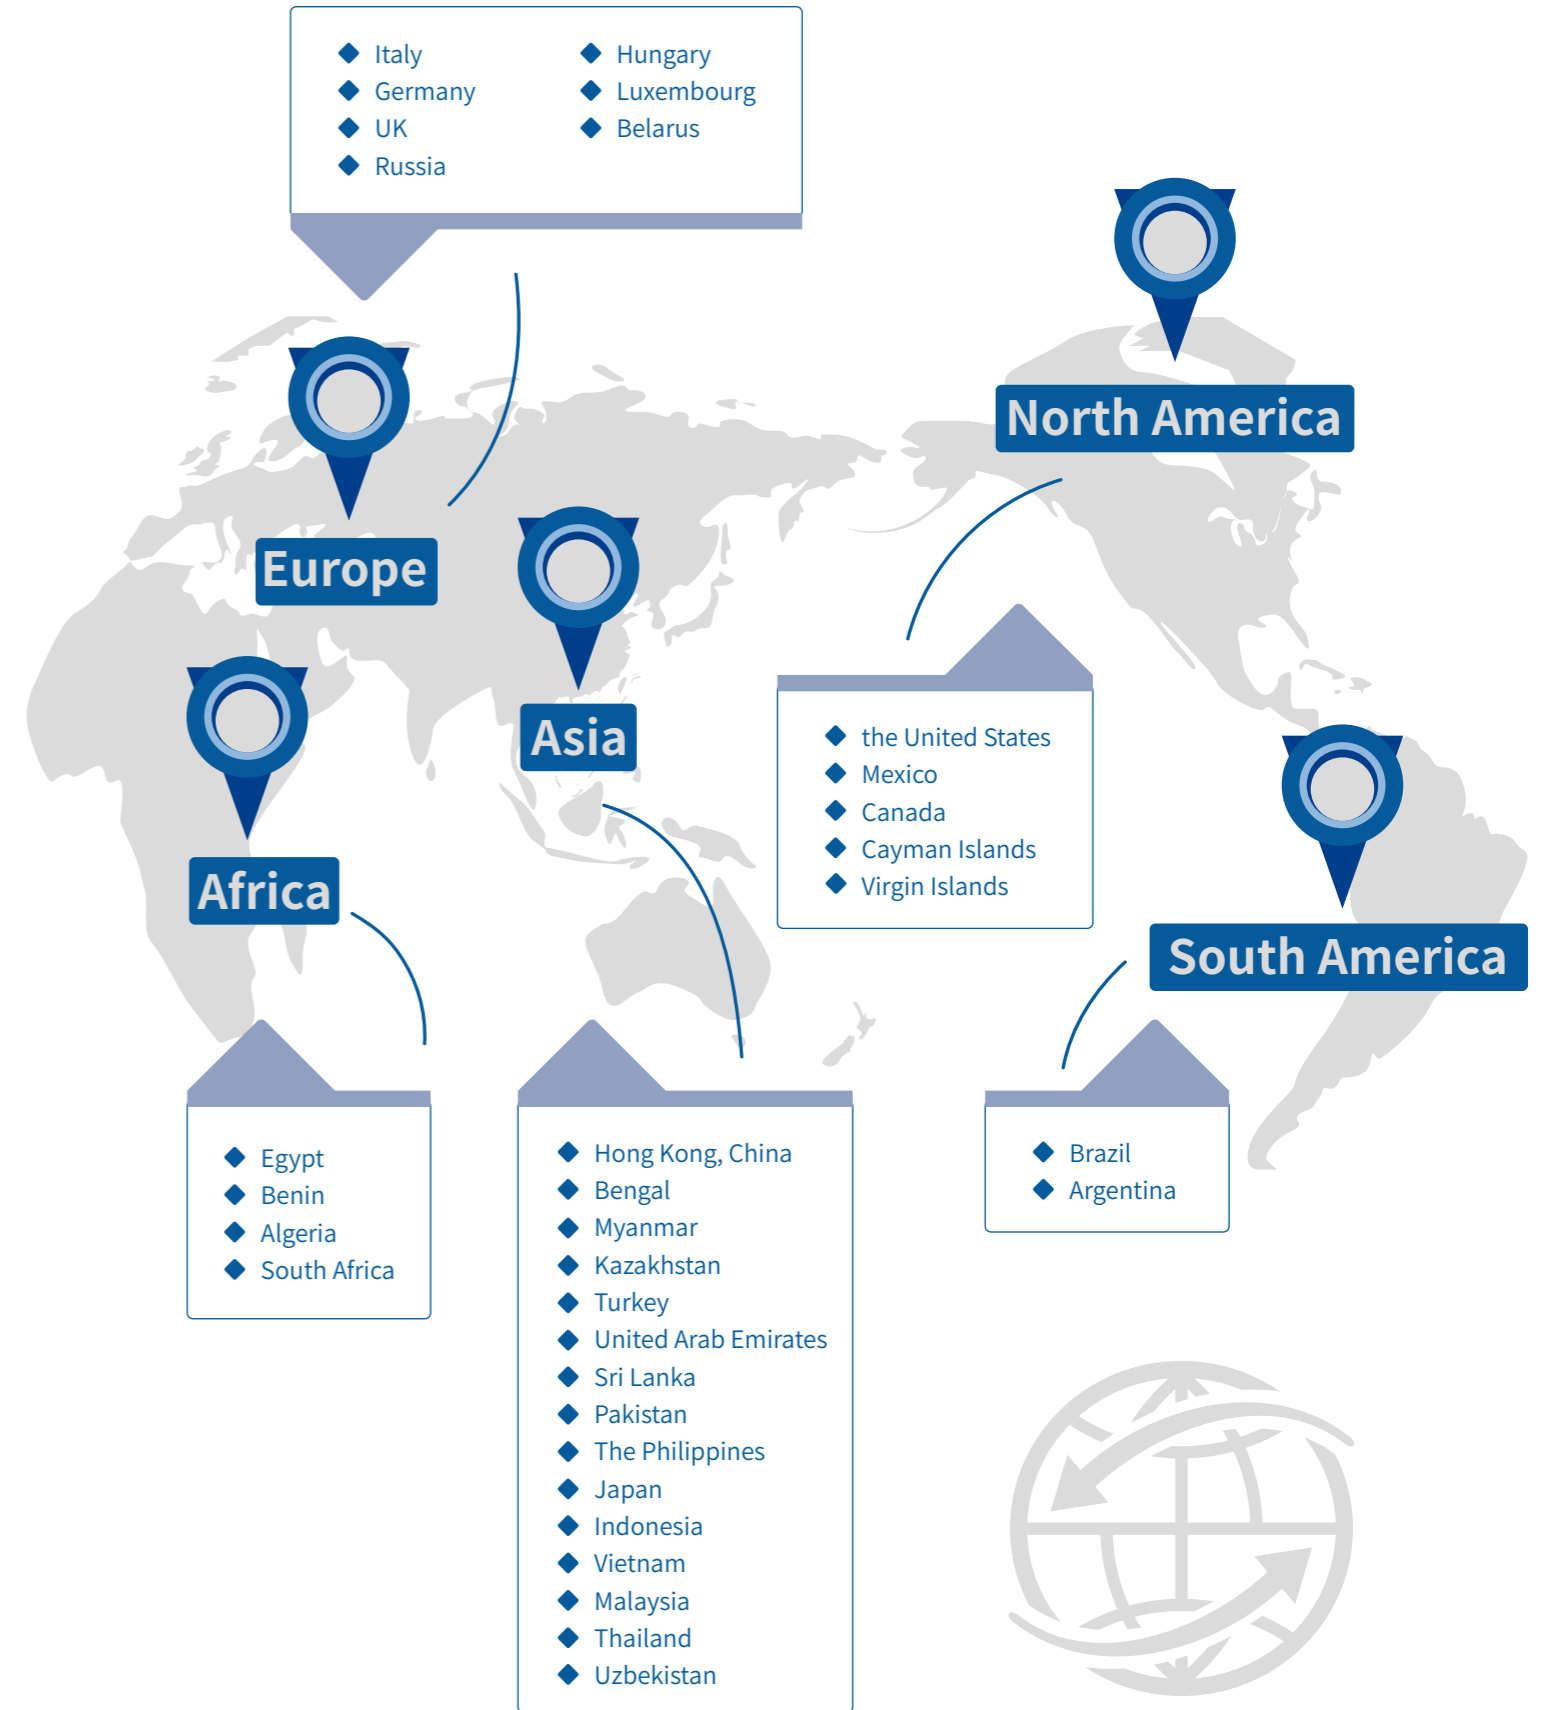 Italy
Germany
UK
Russia
Hungary
Luxembourg
Belarus
North America
Europe
Asia
the United States
Mexico
Canada
Cayman Islands
Virgin Islands
Africa
South America
Egypt
Benin
Algeria
South Africa
Hong Kong, China
Bengal
Myanmar
Kazakhstan
Turkey
United Arab Emirates
Sri Lanka
Pakistan
The Philippines
Japan
Indonesia
Vietnam
Malaysia
Thailand
Uzbekistan
Brazil
Argentina